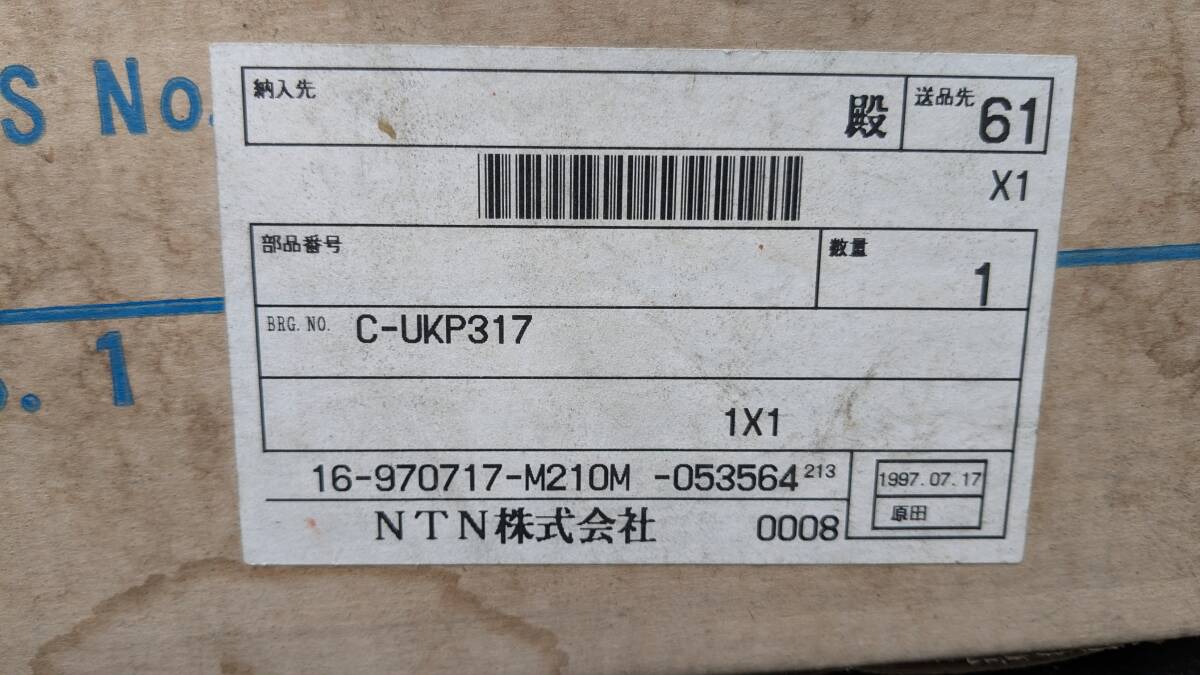 S No.
納入先
殿
送品先
61
X1
部品番号
数量
1
BRG. NO. C-UKP317
. 1
1X1
16-970717-M210M -053564 213
1997.07.17
NTN株式会社 0008
原田